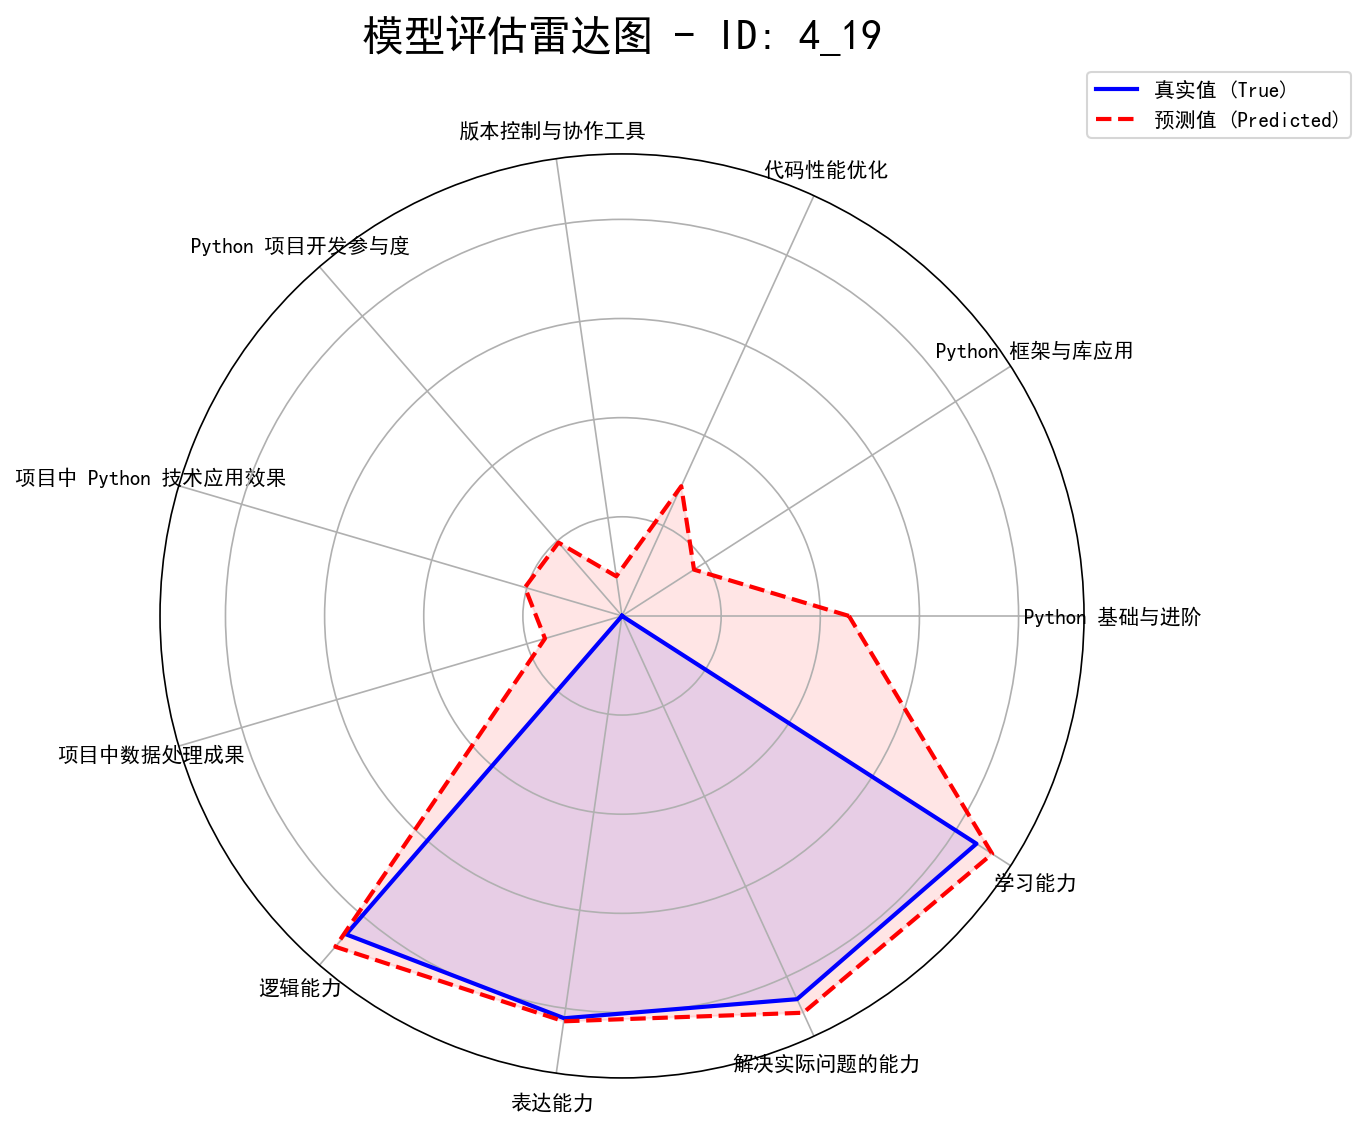 模型评估雷达图 - ID: 4_19
真实值 (True)
预测值 (Predicted)
版本控制与协作工具
代码性能优化
Python 项目开发参与度
Python 框架与库应用
项目中 Python 技术应用效果
Python 基础与进阶
项目中数据处理成果
学习能力
逻辑能力
解决实际问题的能力
表达能力